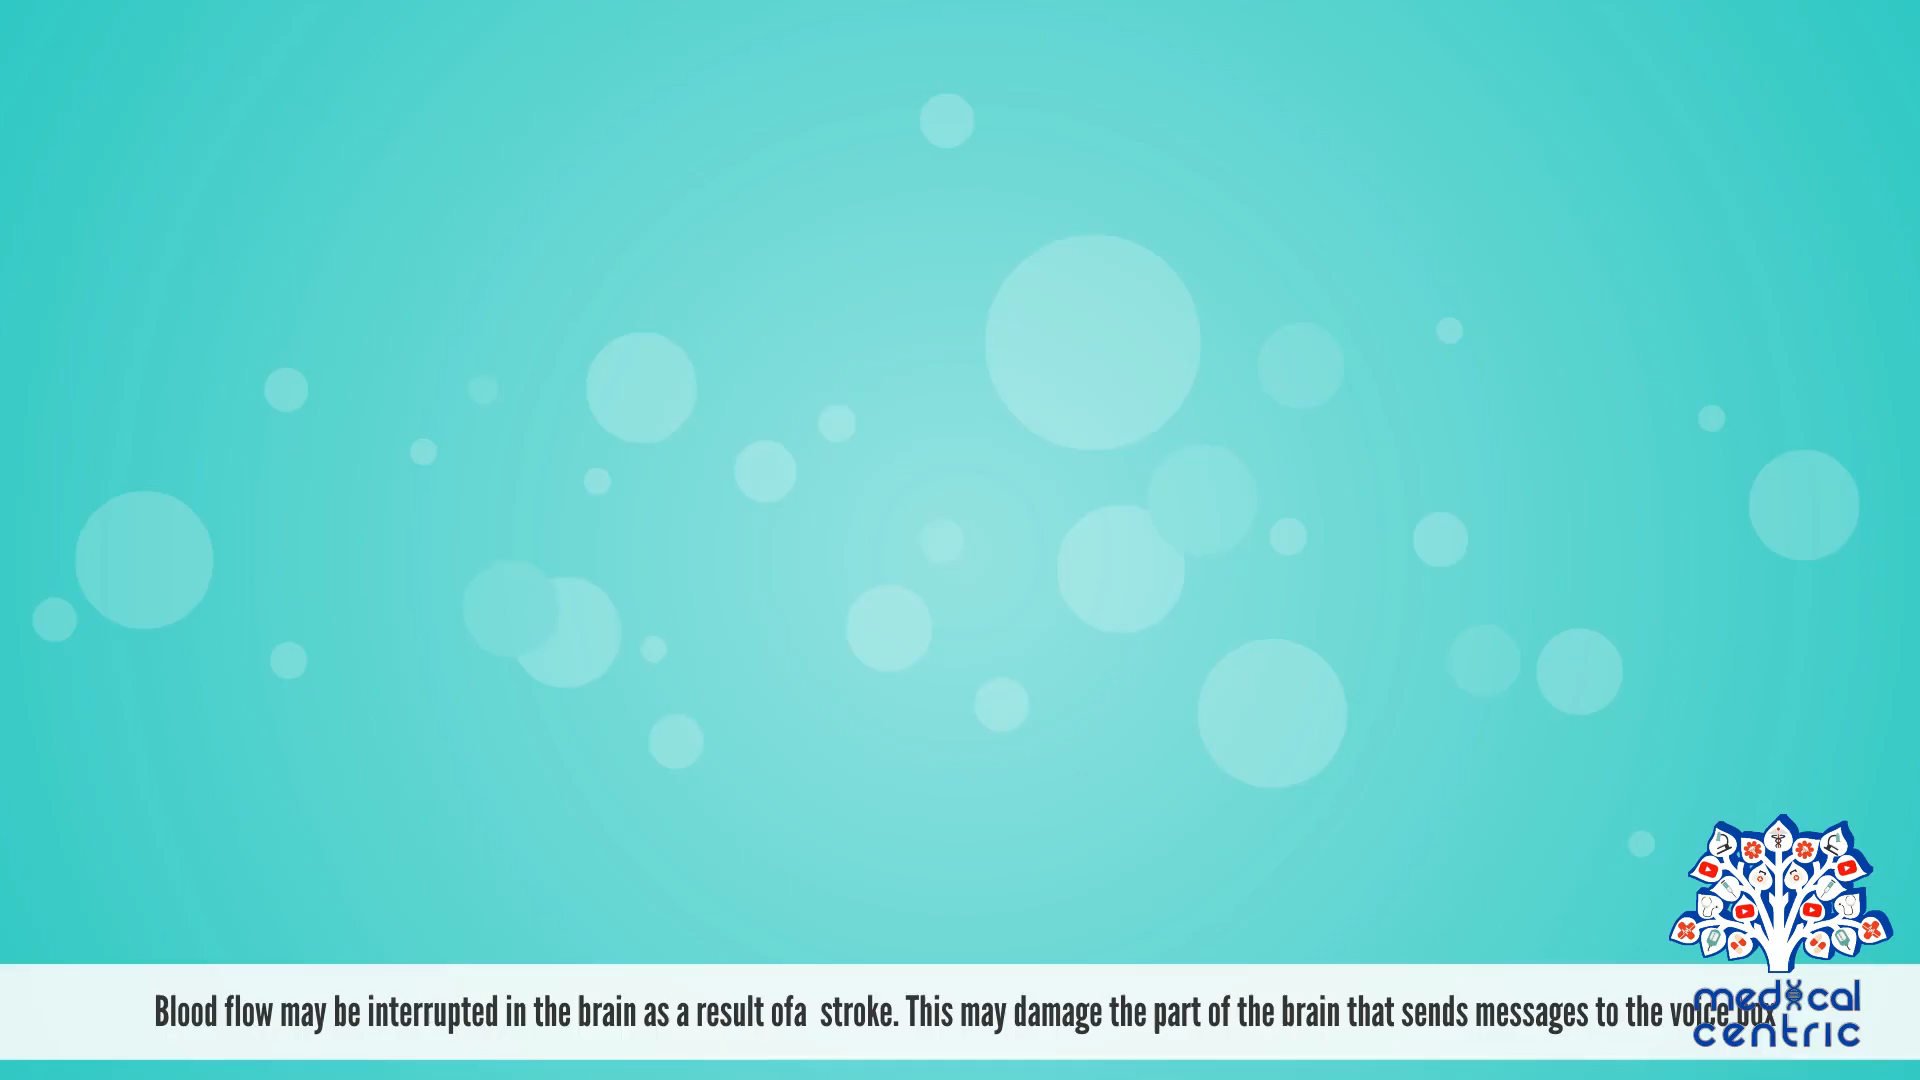 Blood flow may be interrupted in the brain as a result ofa  stroke. This may damage the part of the brain that sends messages to the voice box
medical
centric